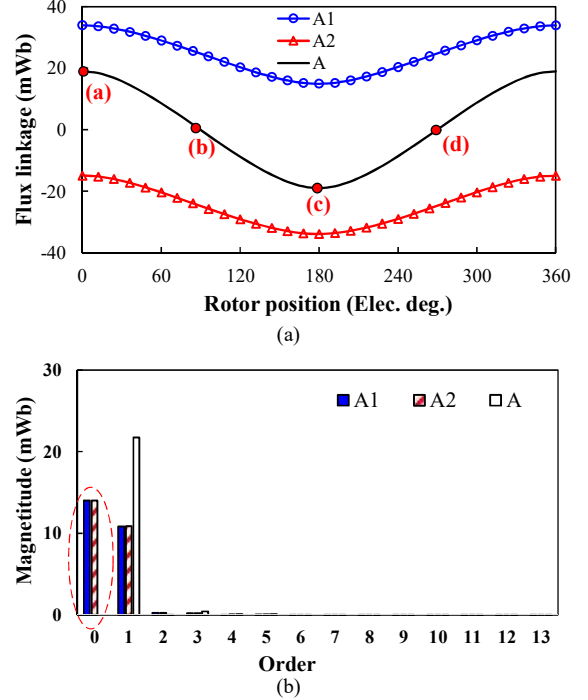 40
20
0
-20
-40
Flux linkage (mWb)
A1
A2
A
(a)
(b)
(c)
(d)
0 60 120 180 240 300 360
Rotor position (Elec. deg.)
(a)
30
20
10
0
Magnetitude (mWb)
A1 A2 A
0 1 2 3 4 5 6 7 8 9 10 11 12 13
Order
(b)